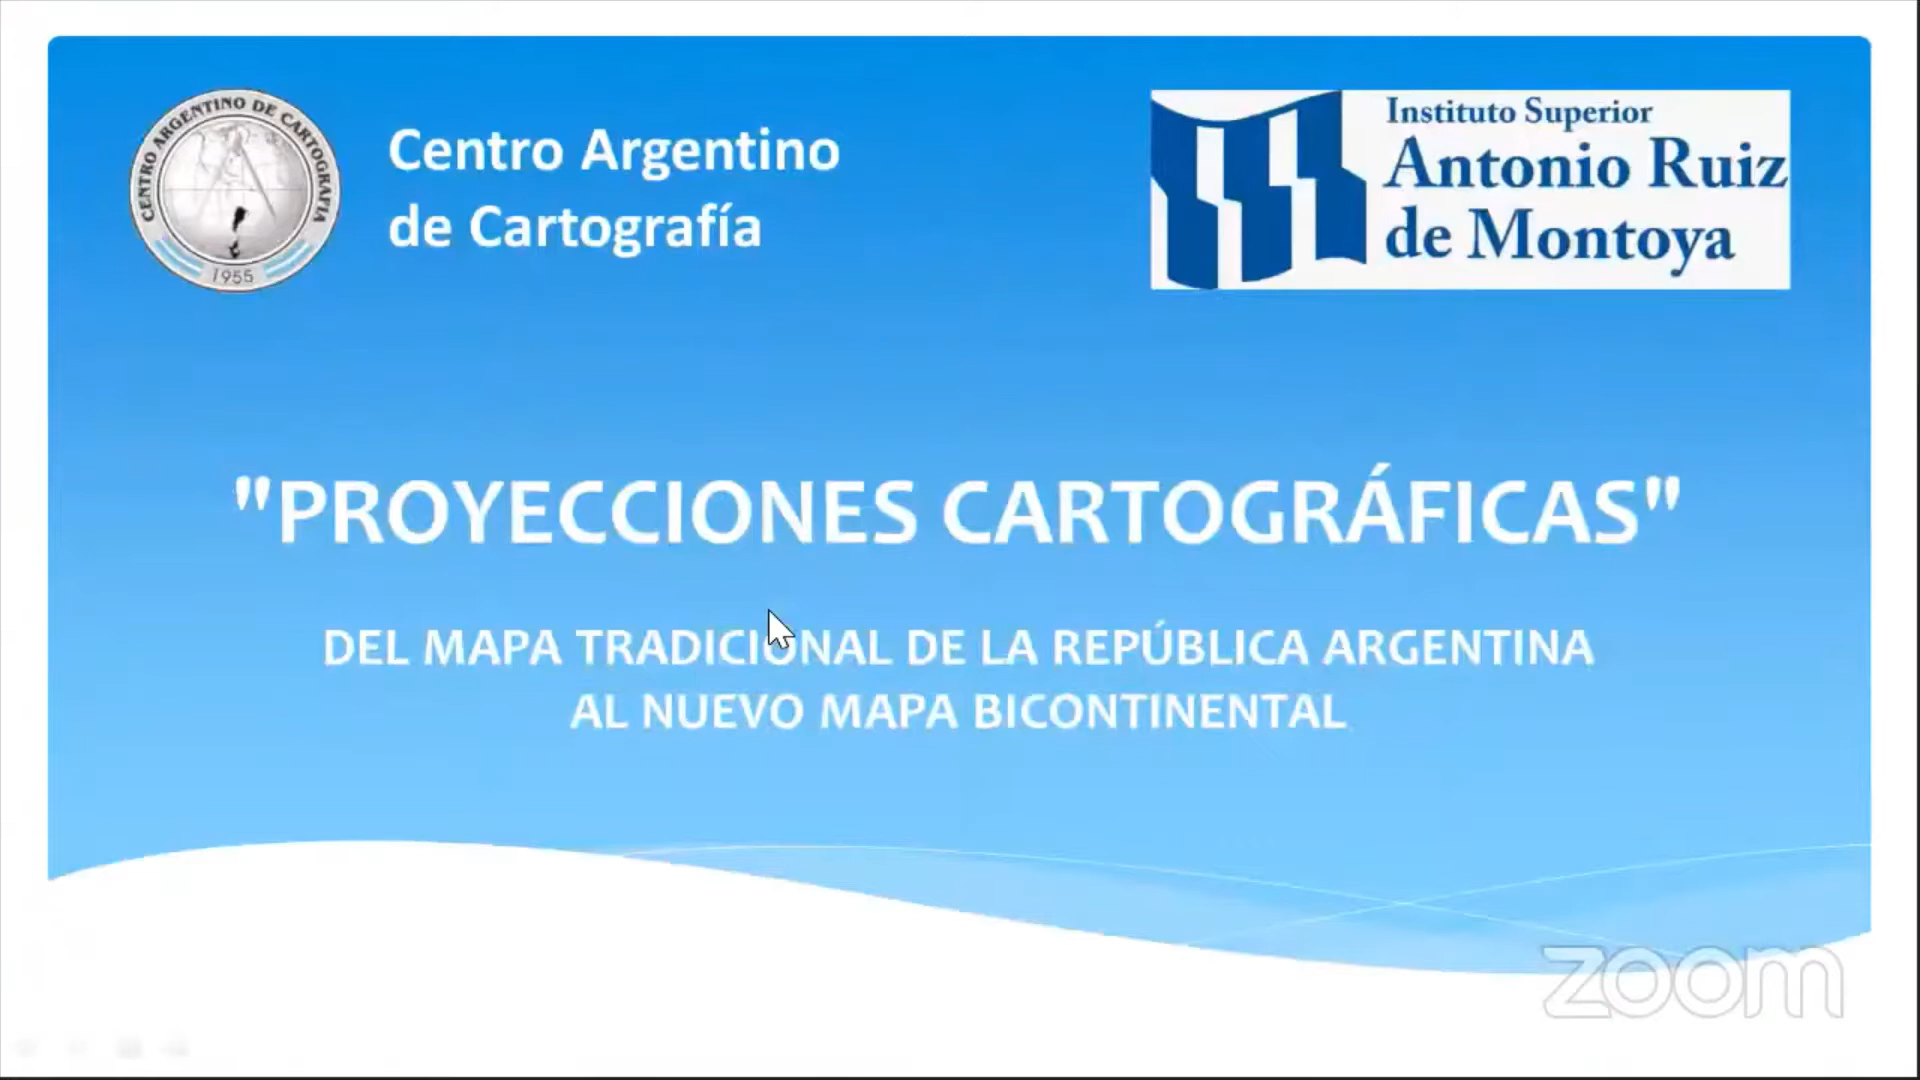 CENTRO ARGENTINO DE CARTOGRAFIA
1955
Centro Argentino
de Cartografía
Instituto Superior
Antonio Ruiz
de Montoya
"PROYECCIONES CARTOGRÁFICAS"
DEL MAPA TRADICIONAL DE LA REPÚBLICA ARGENTINA
AL NUEVO MAPA BICONTINENTAL
zoom